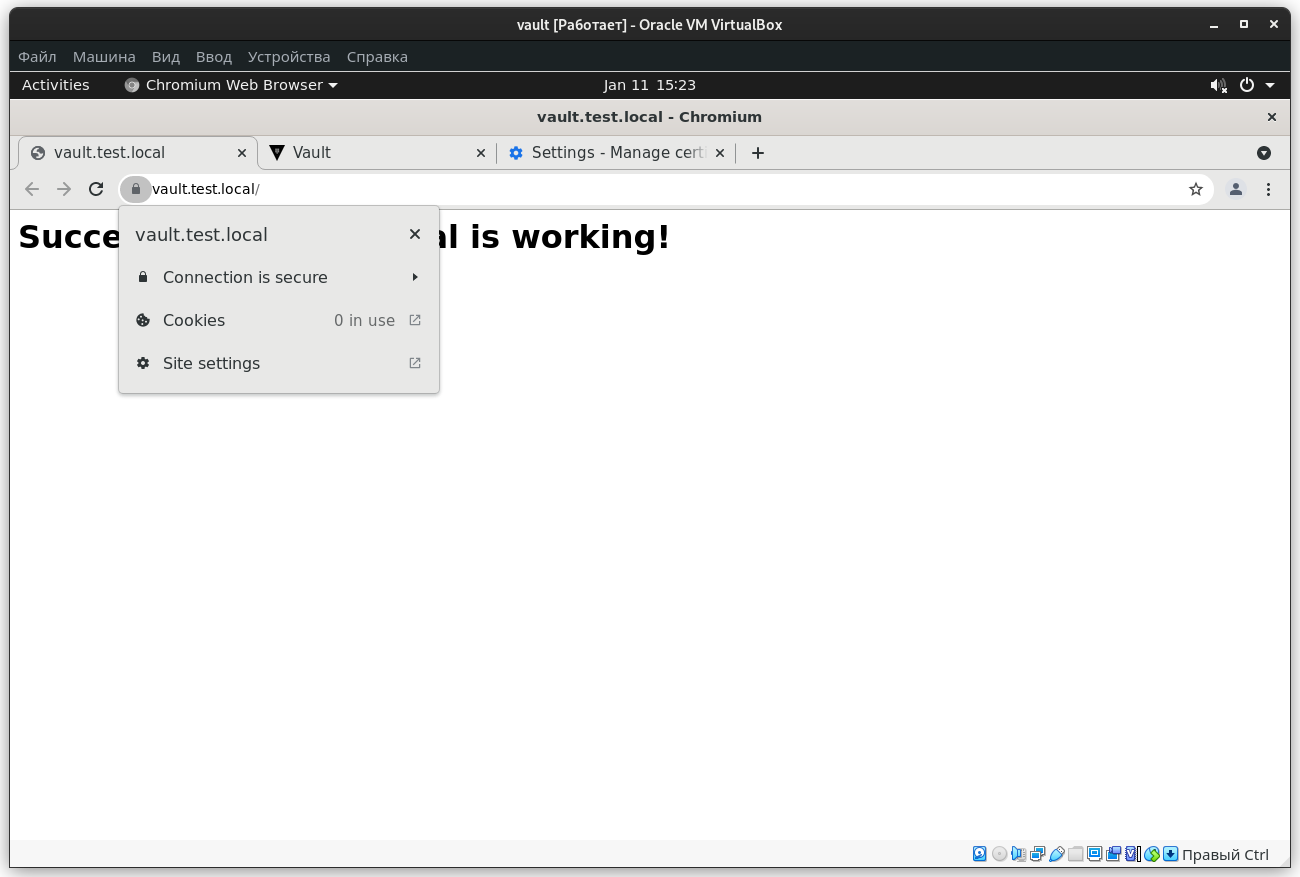 vault [Работает] - Oracle VM VirtualBox
Файл Машина Вид Ввод Устройства Справка
Activities Chromium Web Browser Jan 11 15:23
vault.test.local - Chromium
vault.test.local Vault Settings - Manage cert
vault.test.local/
is working!
vault.test.local
Connection is secure
Cookies 0 in use
Site settings
Правый Ctrl